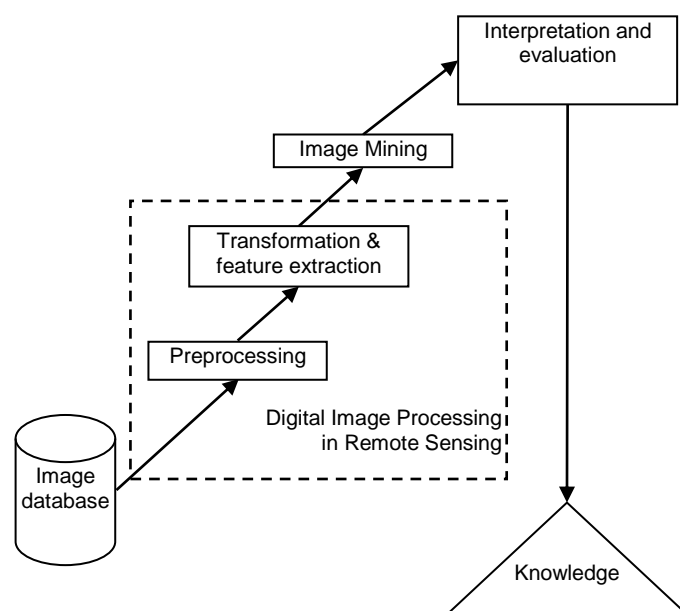 Interpretation and
evaluation
Image Mining
Transformation &
feature extraction
Preprocessing
Digital Image Processing
in Remote Sensing
Image
database
Knowledge